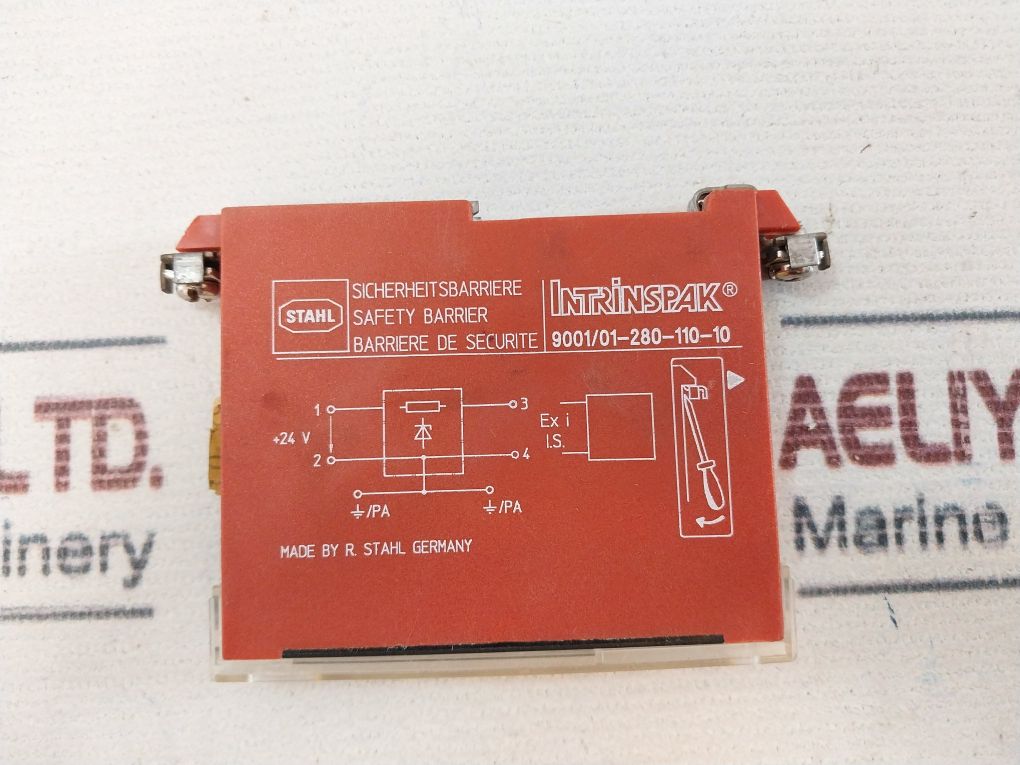 STAHL
SICHERHEITSBARRIERE
SAFETY BARRIER
BARRIERE DE SECURITE
INTRINSPAK®
9001/01-280-110-10
1
3
+24 V
2
4
⏚/PA
⏚/PA
Ex i
I.S.
MADE BY R. STAHL GERMANY
LTD.
inery
AELIY
Marine